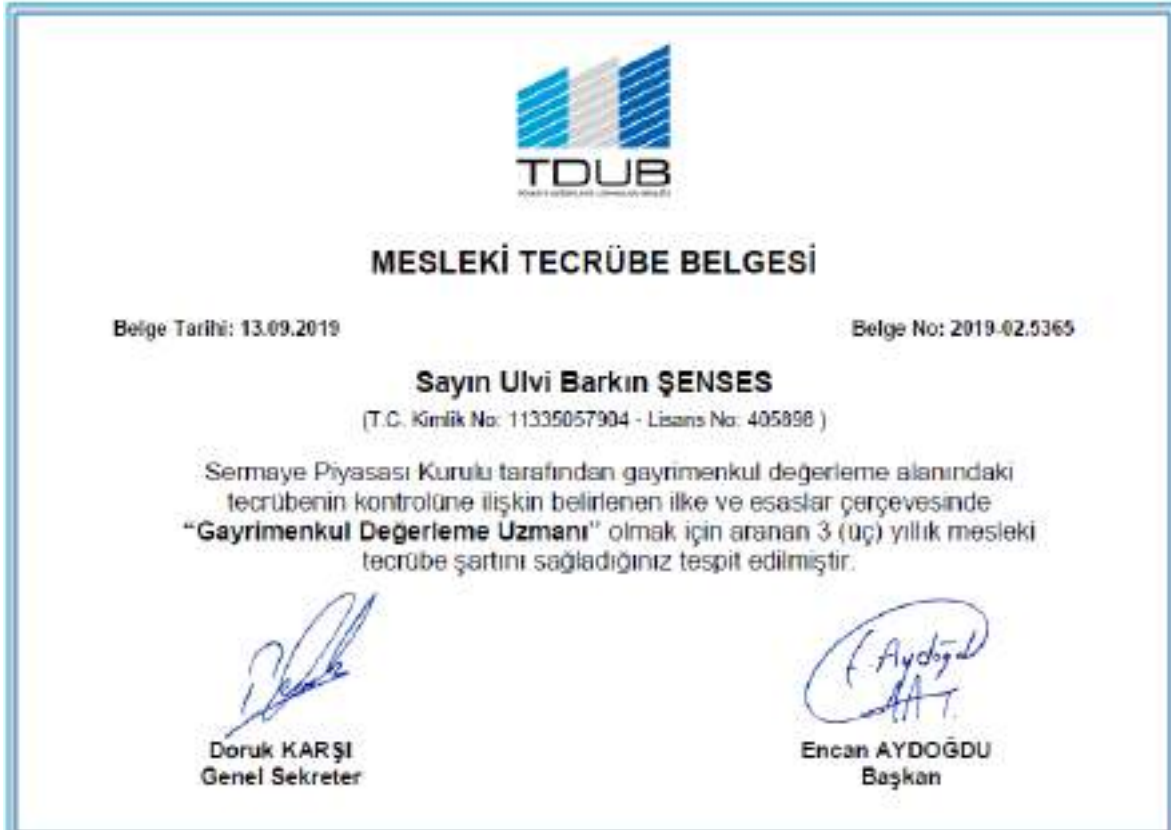 TDUB
MESLEKİ TECRÜBE BELGESİ
Belge Tarihi: 13.09.2019
Belge No: 2019-02.5365
Sayın Ulvi Barkın ŞENSES
(T.C. Kimlik No: 11335057904 - Lisans No: 405898 )
Sermaye Piyasası Kurulu tarafından gayrimenkul değerleme alanındaki
tecrübenin kontrolüne ilişkin belirlenen ilke ve esaslar çerçevesinde
“Gayrimenkul Değerleme Uzmanı” olmak için aranan 3 (üç) yıllık mesleki
tecrübe şartını sağladığınız tespit edilmiştir.
E. Aydoğdu
Doruk KARŞI
Genel Sekreter
Encan AYDOĞDU
Başkan